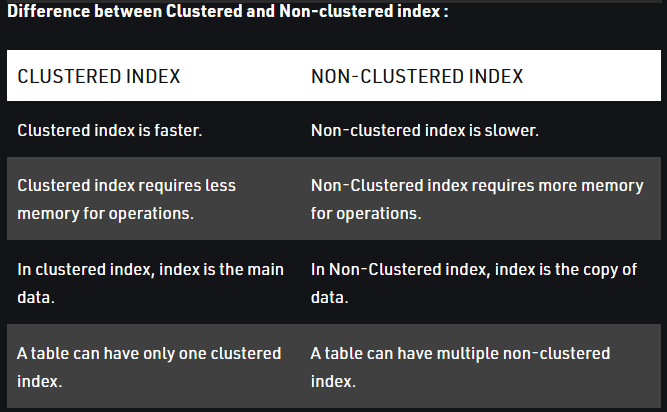 Difference between Clustered and Non-clustered index :
CLUSTERED INDEX
NON-CLUSTERED INDEX
Clustered index is faster.
Non-clustered index is slower.
Clustered index requires less
memory for operations.
Non-Clustered index requires more memory
for operations.
In clustered index, index is the main
data.
In Non-Clustered index, index is the copy of
data.
A table can have only one clustered
index.
A table can have multiple non-clustered
index.